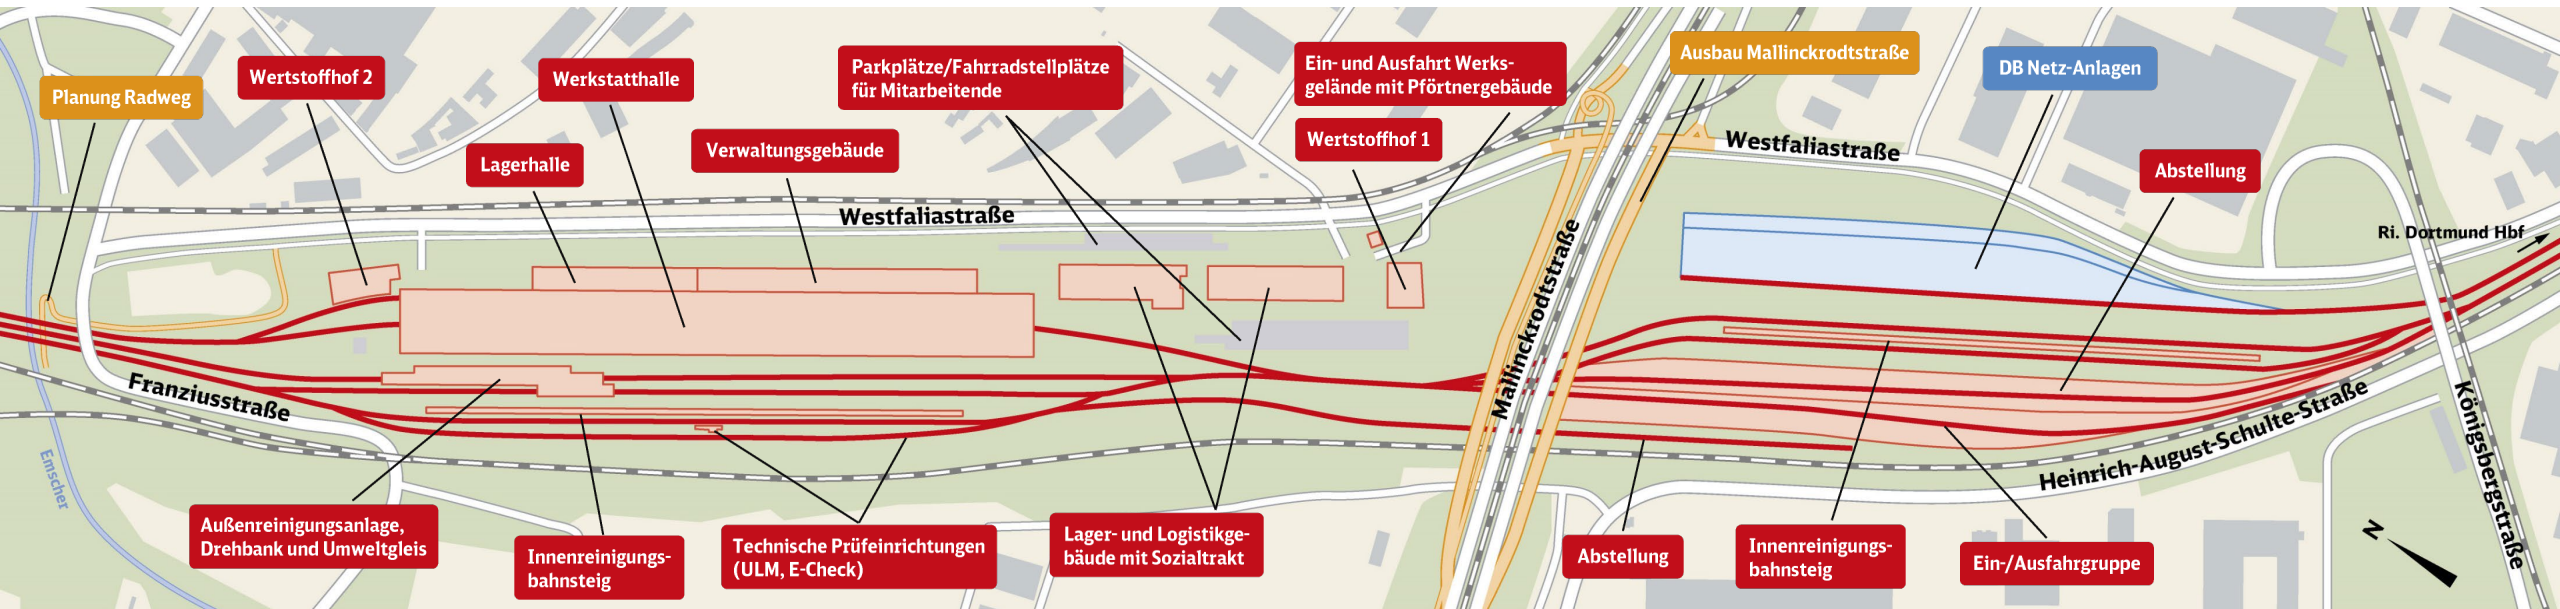 Planung Radweg
Wertstoffhof 2
Werkstatthalle
Parkplätze/Fahrradstellplätze
für Mitarbeitende
Ein- und Ausfahrt Werks-
gelände mit Pförtnergebäude
Ausbau Mallinckrodtstraße
DB Netz-Anlagen
Lagerhalle
Verwaltungsgebäude
Wertstoffhof 1
Westfaliastraße
Abstellung
Westfaliastraße
Ri. Dortmund Hbf
Mallinckrodtstraße
Franziusstraße
Emscher
Heinrich-August-Schulte-Straße
Königsbergstraße
Außenreinigungsanlage,
Drehbank und Umweltgleis
Innenreinigungs-
bahnsteig
Technische Prüfeinrichtungen
(ULM, E-Check)
Lager- und Logistikge-
bäude mit Sozialtrakt
Abstellung
Innenreinigungs-
bahnsteig
Ein-/Ausfahrgruppe
N